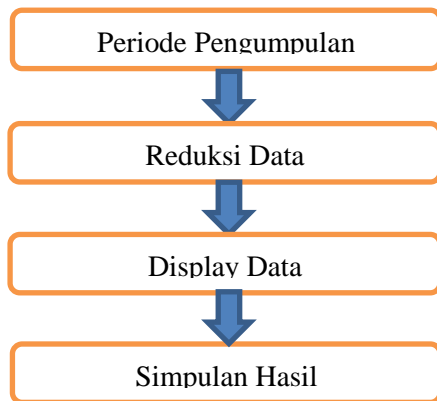 Periode Pengumpulan
Reduksi Data
Display Data
Simpulan Hasil